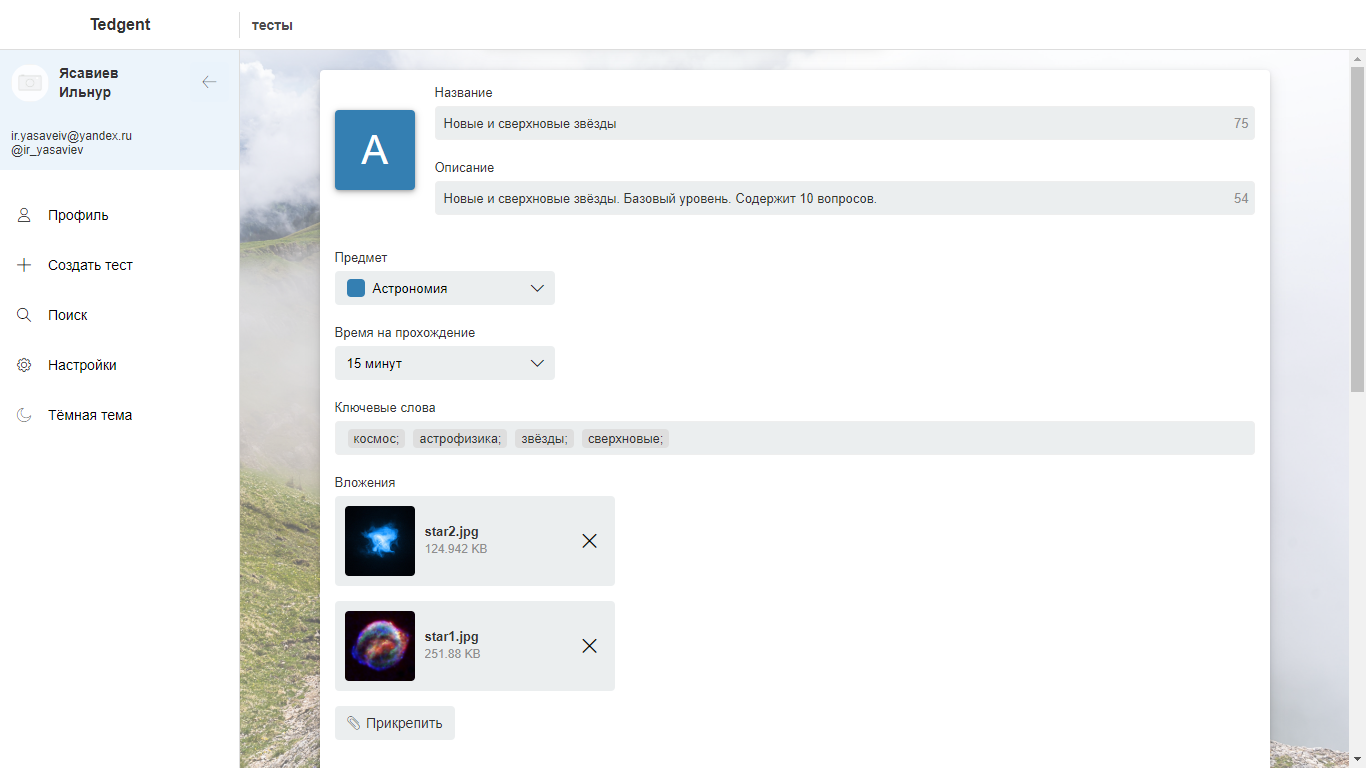 Tedgent
тесты
Ясавиев
Ильнур
ir.yasaveiv@yandex.ru
@ir_yasaviev
Профиль
Создать тест
Поиск
Настройки
Тёмная тема
A
Название
Новые и сверхновые звёзды 75
Описание
Новые и сверхновые звёзды. Базовый уровень. Содержит 10 вопросов. 54
Предмет
Астрономия
Время на прохождение
15 минут
Ключевые слова
космос; астрофизика; звёзды; сверхновые;
Вложения
star2.jpg
124.942 KB
star1.jpg
251.88 KB
Прикрепить